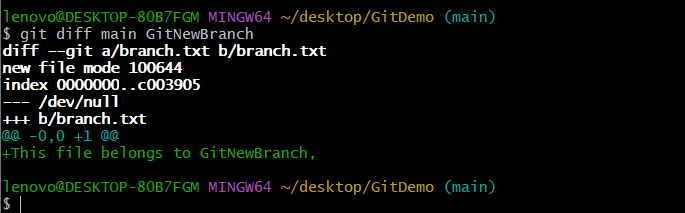 lenovo@DESKTOP-80B7FGM MINGW64 ~/desktop/GitDemo (main)
$ git diff main GitNewBranch
diff --git a/branch.txt b/branch.txt
new file mode 100644
index 0000000..c003905
--- /dev/null
+++ b/branch.txt
@@ -0,0 +1 @@
+This file belongs to GitNewBranch,
lenovo@DESKTOP-80B7FGM MINGW64 ~/desktop/GitDemo (main)
$